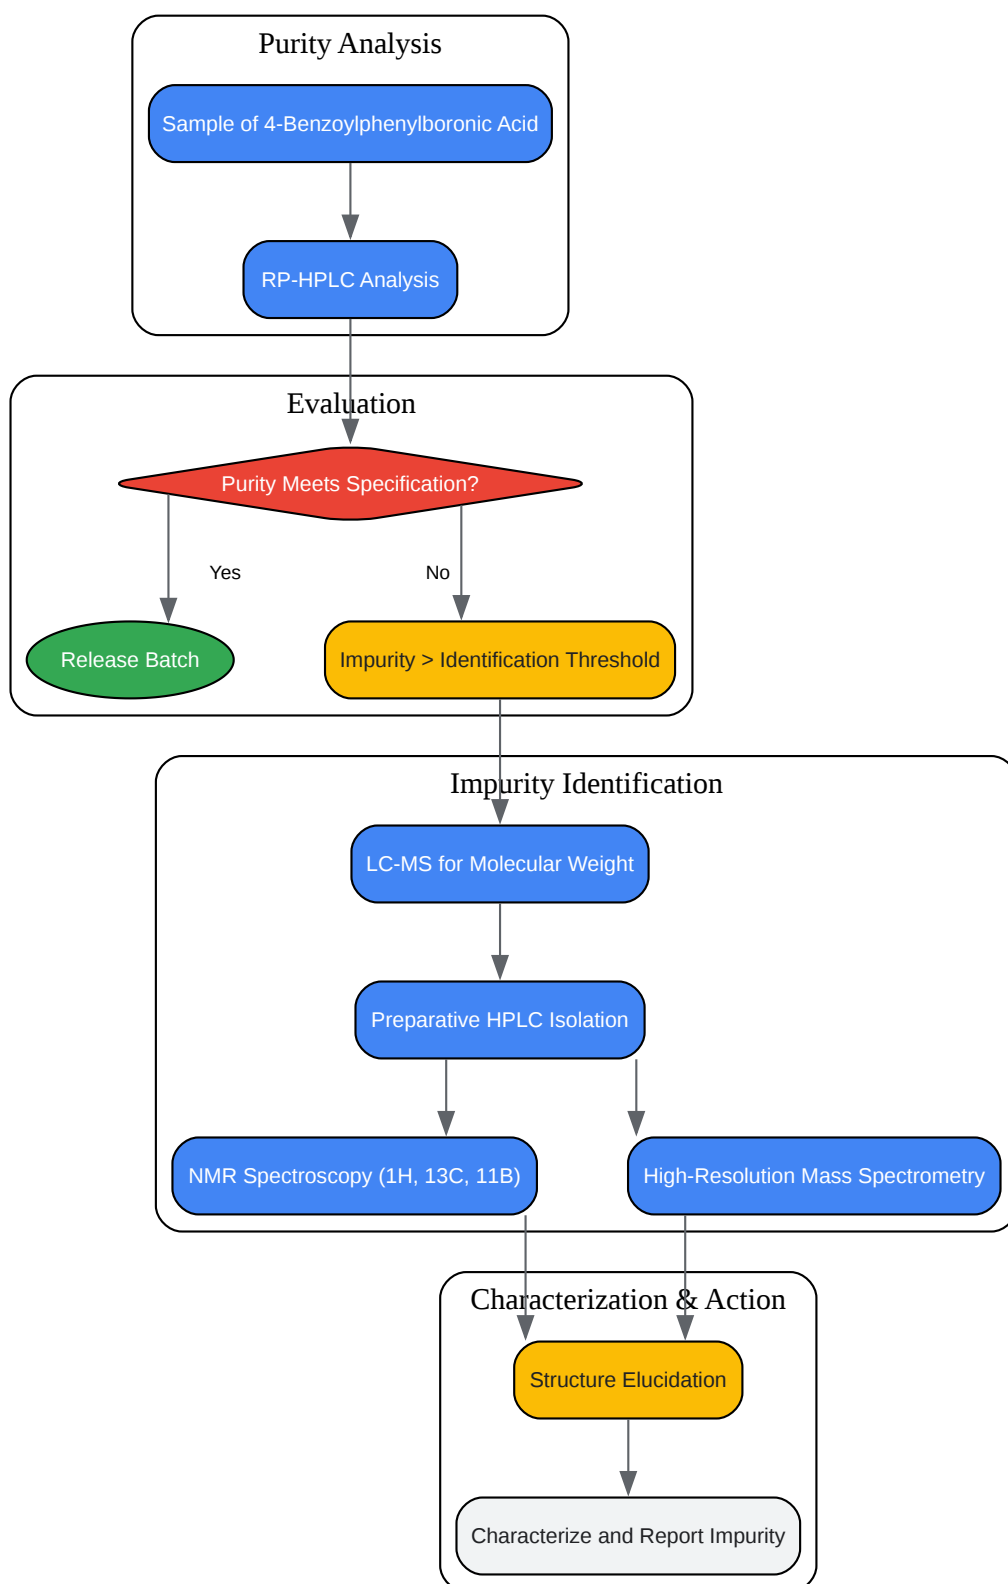 Purity Analysis
Sample of 4-Benzoylphenylboronic Acid
RP-HPLC Analysis
Evaluation
Purity Meets Specification?
Yes
No
Release Batch
Impurity > Identification Threshold
Impurity Identification
LC-MS for Molecular Weight
Preparative HPLC Isolation
NMR Spectroscopy (1H, 13C, 11B)
High-Resolution Mass Spectrometry
Characterization & Action
Structure Elucidation
Characterize and Report Impurity